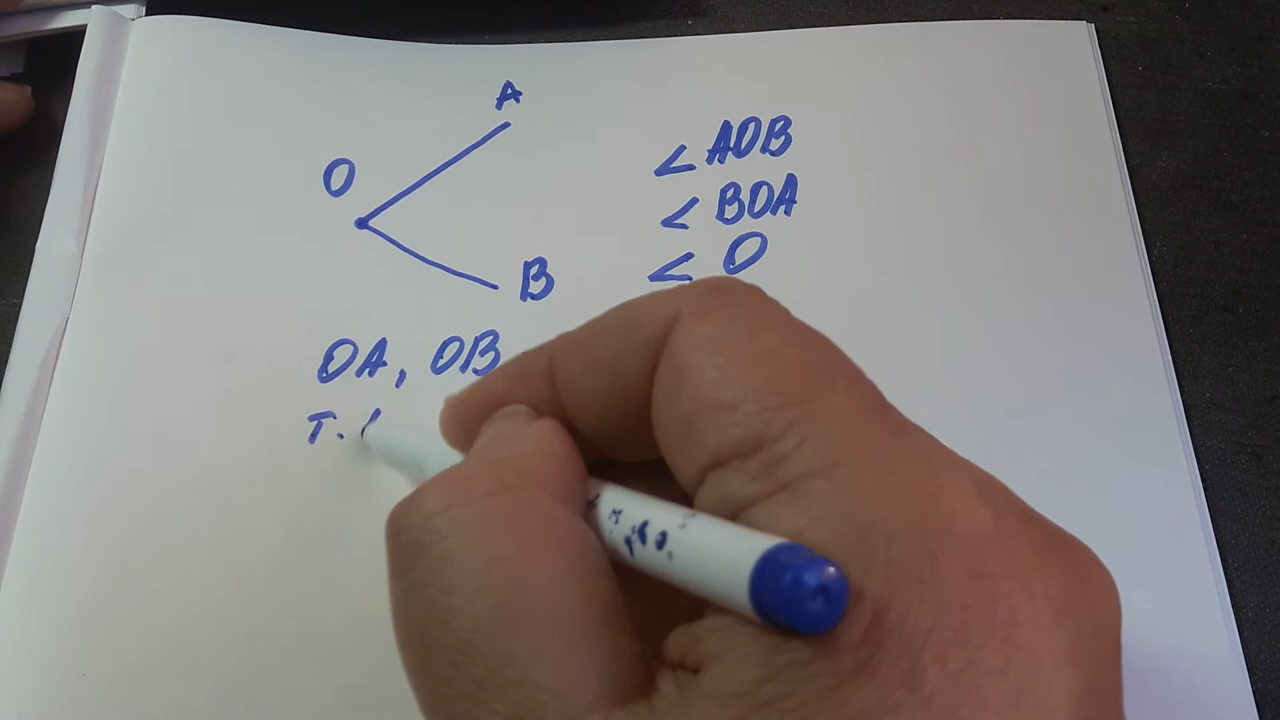 A
O
B
< AOB
< BOA
< O
OA, OB
т.